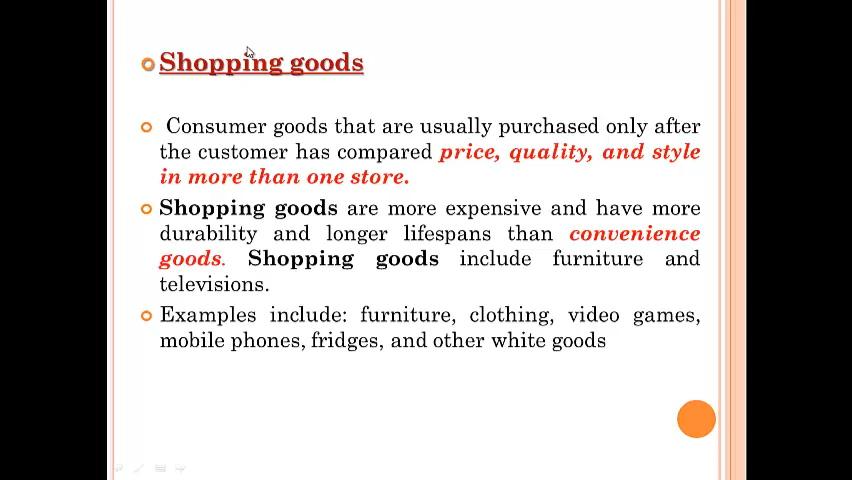 Shopping goods
Consumer goods that are usually purchased only after
the customer has compared price, quality, and style
in more than one store.
Shopping goods are more expensive and have more
durability and longer lifespans than convenience
goods. Shopping goods include furniture and
televisions.
Examples include: furniture, clothing, video games,
mobile phones, fridges, and other white goods